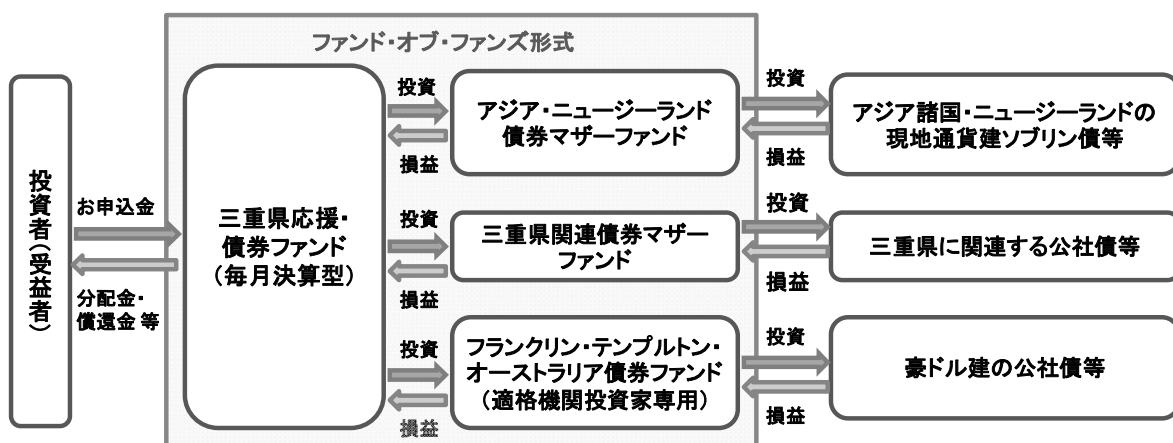 ファンド・オブ・ファンズ形式
投資者(受益者)
お申込金
分配金・
償還金 等
三重県応援・
債券ファンド
(毎月決算型)
投資
損益
アジア・ニュージーランド
債券マザーファンド
投資
損益
アジア諸国・ニュージーランドの
現地通貨建ソブリン債等
投資
損益
三重県関連債券マザー
ファンド
投資
損益
三重県に関連する公社債等
投資
損益
フランクリン・テンプルトン・
オーストラリア債券ファンド
(適格機関投資家専用)
投資
損益
豪ドル建の公社債等